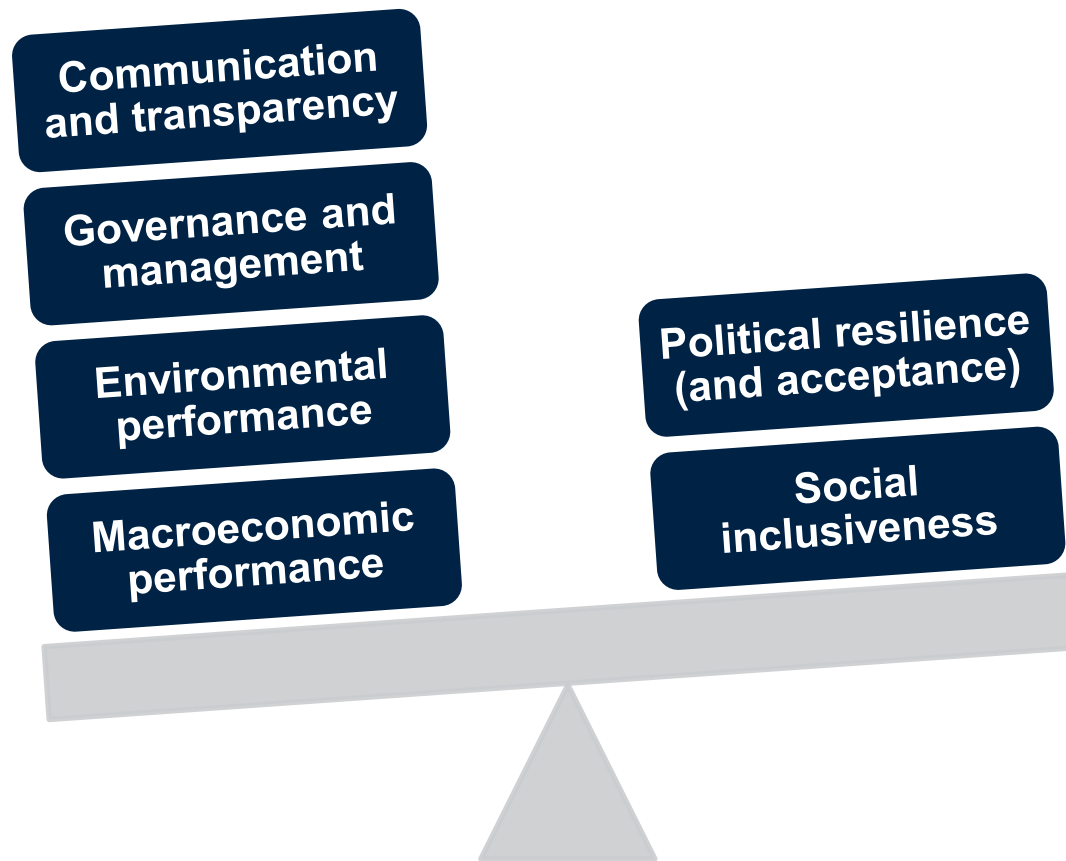 Communication
and transparency
Governance and
management
Environmental
performance
Macroeconomic
performance
Political resilience
(and acceptance)
Social
inclusiveness